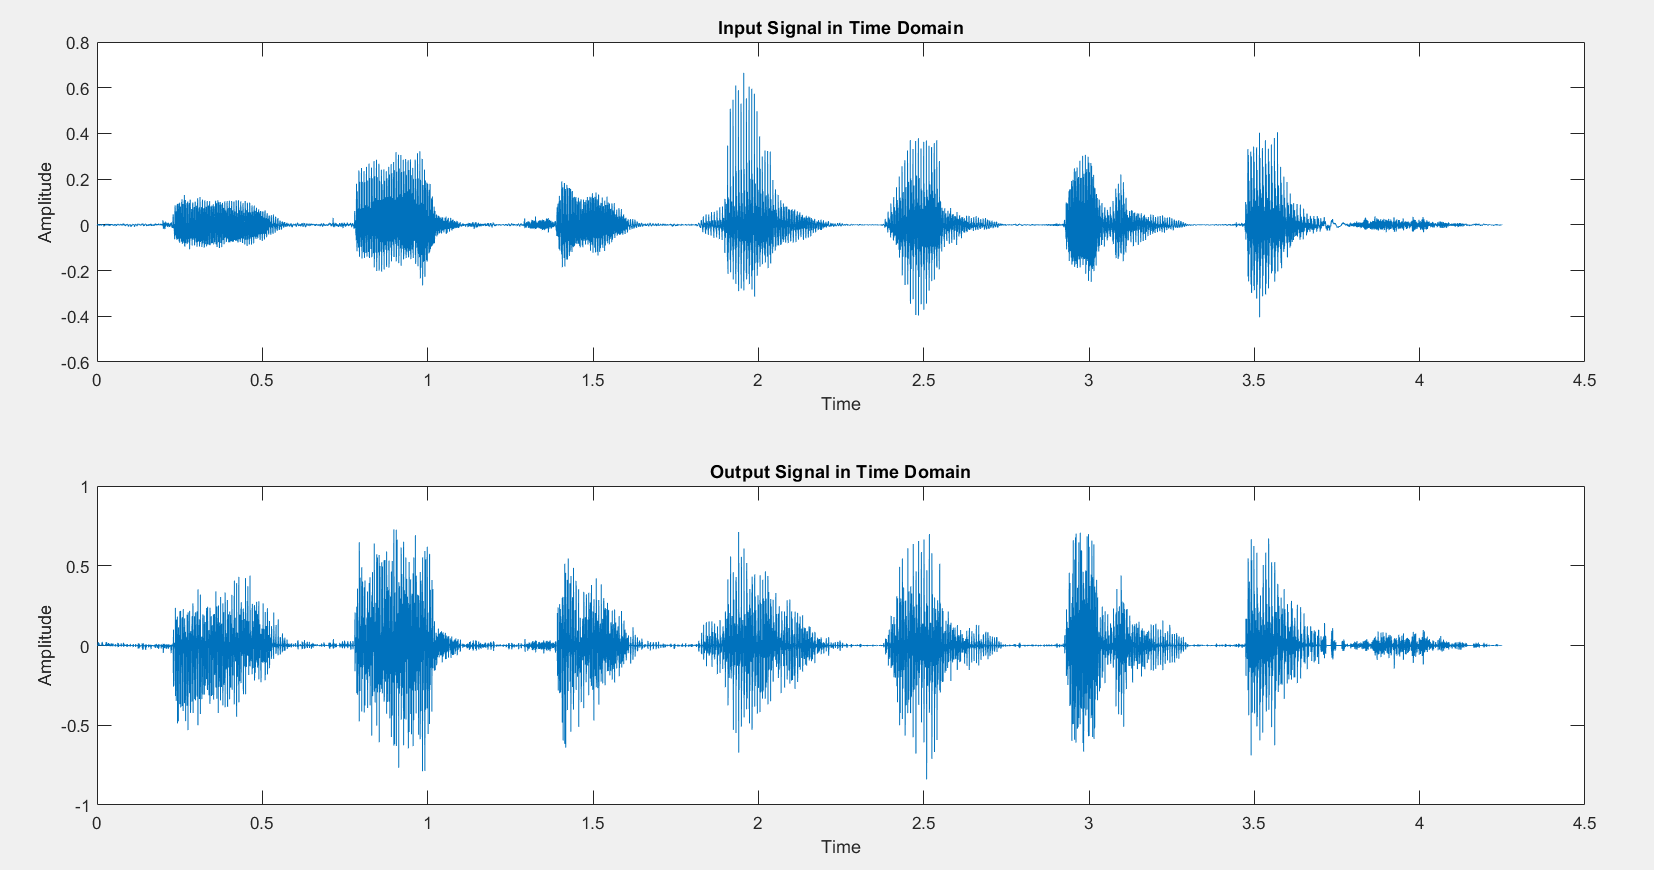 Input Signal in Time Domain
0.8
0.6
0.4
0.2
0
-0.2
-0.4
-0.6
Amplitude
0 0.5 1 1.5 2 2.5 3 3.5 4 4.5
Time
Output Signal in Time Domain
1
0.5
0
-0.5
-1
Amplitude
0 0.5 1 1.5 2 2.5 3 3.5 4 4.5
Time